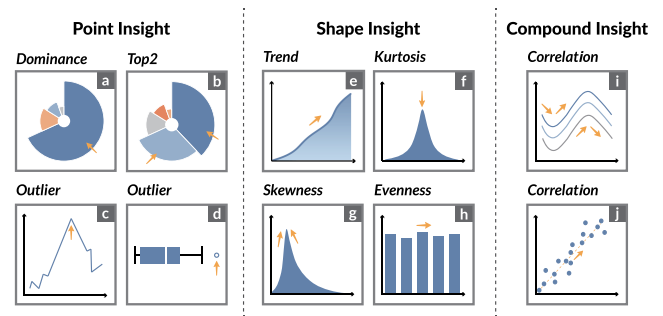 Point Insight
Shape Insight
Compound Insight
Dominance
Top2
Trend
Kurtosis
Correlation
a
b
e
f
i
Outlier
Outlier
Skewness
Evenness
Correlation
c
d
g
h
j